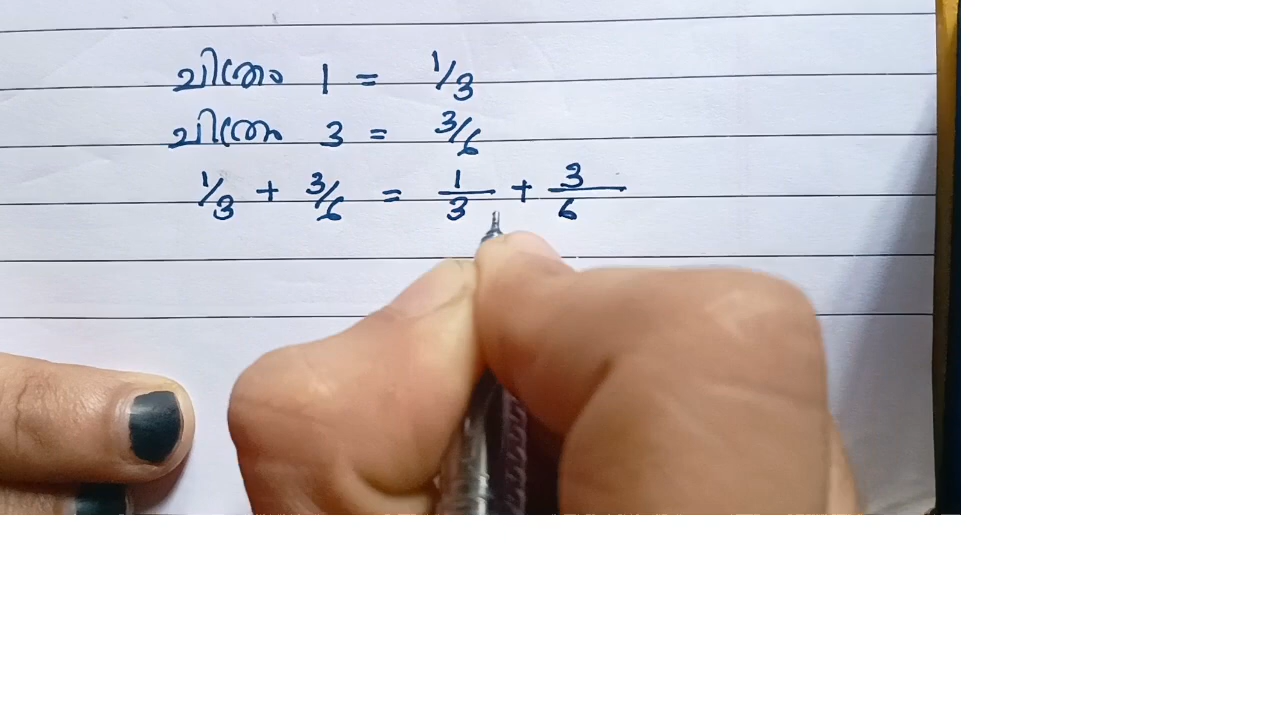 ചിത്രം 1 = 1/3
ചിത്രം 3 = 3/6
1/3 + 3/6 = 1/3 + 3/6